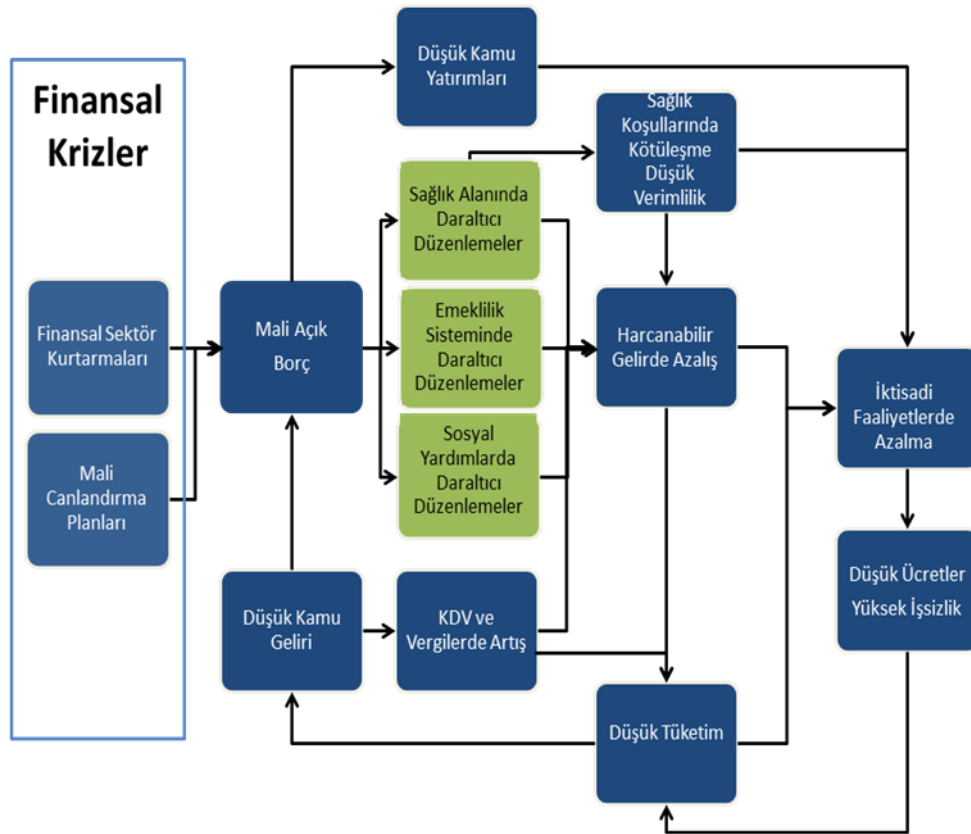 Finansal
Krizler
Finansal Sektör
Kurtarmaları
Mali
Canlandırma
Planları
Mali Açık
Borç
Düşük Kamu
Geliri
Düşük Kamu
Yatırımları
Sağlık Alanında
Daraltıcı
Düzenlemeler
Emeklilik
Sisteminde
Daraltıcı
Düzenlemeler
Sosyal
Yardımlarda
Daraltıcı
Düzenlemeler
KDV ve
Vergilerde Artış
Sağlık
Koşullarında
Kötüleşme
Düşük
Verimlilik
Harcanabilir
Gelirde Azalış
Düşük Tüketim
İktisadi
Faaliyetlerde
Azalma
Düşük Ücretler
Yüksek İşsizlik